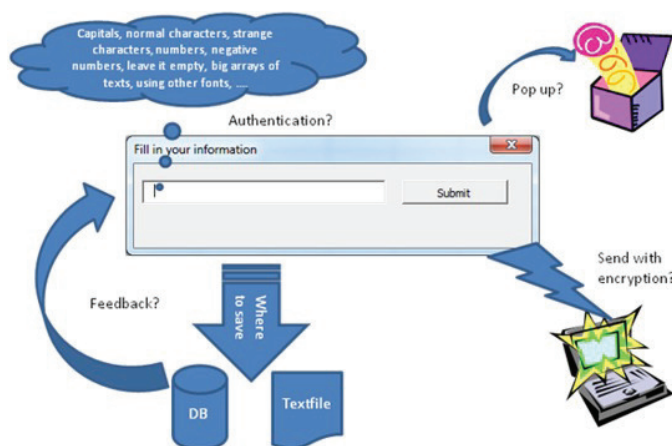 Capitals, normal characters, strange
characters, numbers, negative
numbers, leave it empty, big arrays of
texts, using other fonts, ....
Pop up?
Authentication?
Fill in your information
X
Submit
Send with
encryption?
Feedback?
Where
to save
DB
Textfile